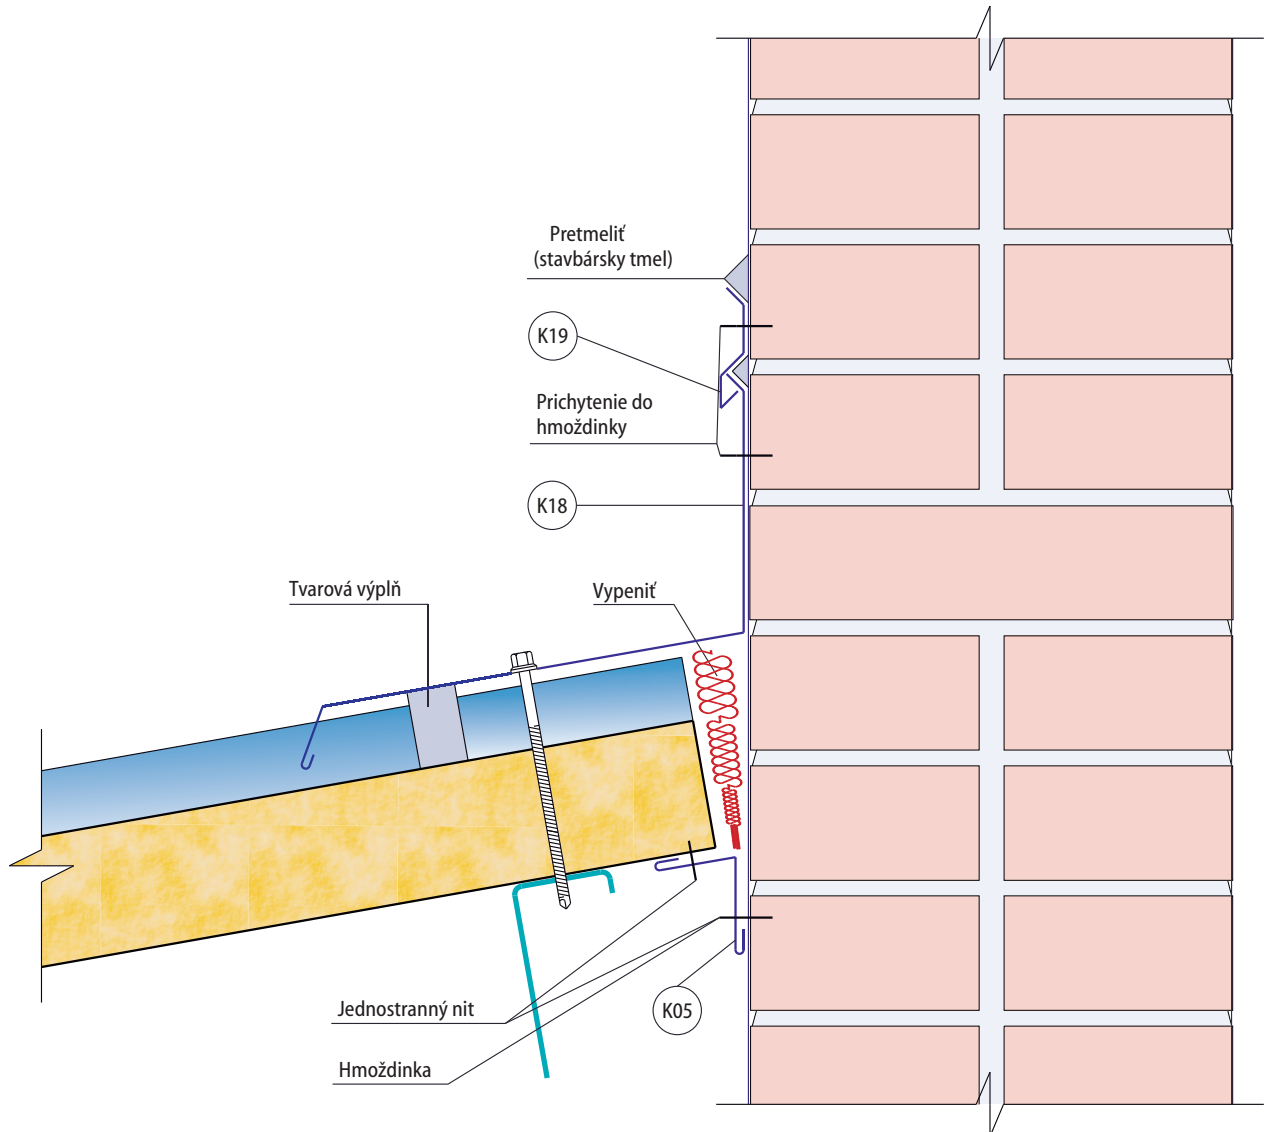 Pretmeliť
(stavbársky tmel)
K19
Prichytenie do
hmoždinky
K18
Tvarová výplň
Vypeniť
Jednostranný nit
K05
Hmoždinka